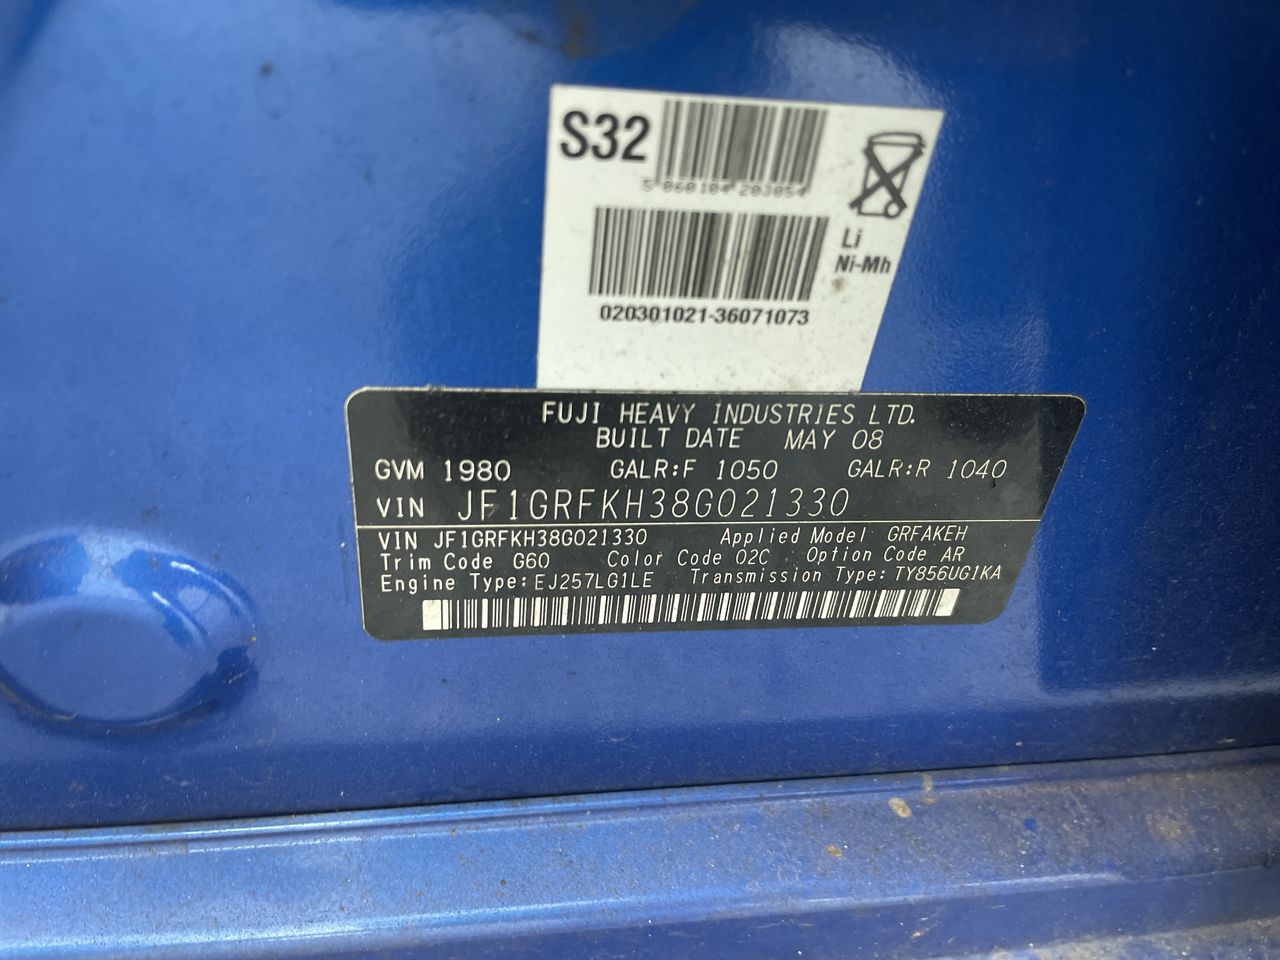 S32
5 060104 203054
Li
Ni-Mh
020301021-36071073
FUJI HEAVY INDUSTRIES LTD.
BUILT DATE MAY 08
GVM 1980 GALR:F 1050 GALR:R 1040
VIN JF1GRFKH38G021330
VIN JF1GRFKH38G021330 Applied Model GRFAKEH
Trim Code G60 Color Code 02C Option Code AR
Engine Type: EJ257LG1LE Transmission Type: TY856UG1KA